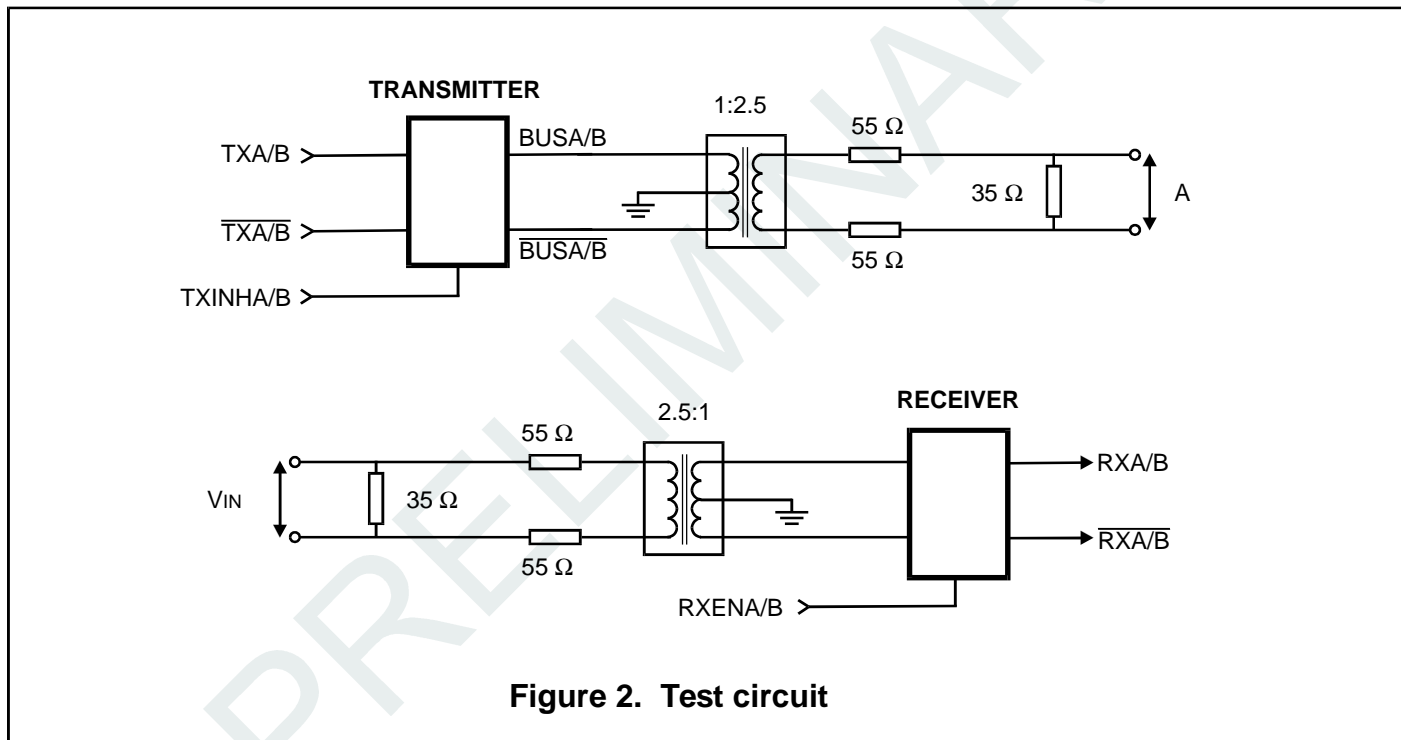 PRELIMINAR
TRANSMITTER
1:2.5
55 Ω
TXA/B
BUSA/B
35 Ω
A
TXA/B
BUSA/B
55 Ω
TXINHA/B
RECEIVER
2.5:1
55 Ω
RXA/B
VIN
35 Ω
RXA/B
55 Ω
RXENA/B
Figure 2. Test circuit